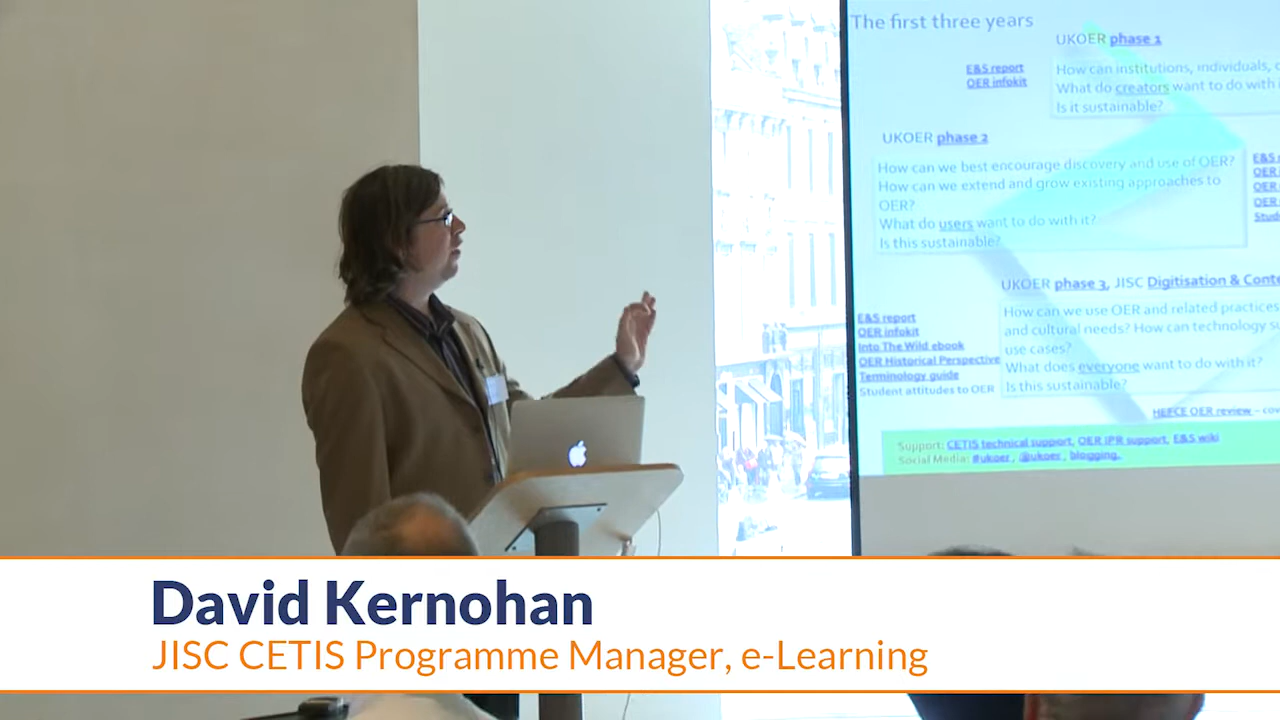 The first three years
UKOER phase 1
E&S report
OER infokit
How can institutions, individuals,
What do creators want to do with
Is it sustainable?
UKOER phase 2
How can we best encourage discovery and use of OER?
How can we extend and grow existing approaches to
OER?
What do users want to do with it?
Is this sustainable?
E&S
OER
OER
OER
UKOER phase 3, JISC Digitisation &
E&S report
OER infokit
Into The Wild ebook
OER Historical Perspective
Terminology guide
Student attitudes to OER
How can we use OER and related practices
and cultural needs? How can technology
use cases?
What does everyone want to do with it?
Is this sustainable?
HEFCE OER review –
Support: CETIS technical support, OER IPR support, E&S wiki
Social Media: #ukoer, @ukoer, blogging.
David Kernohan
JISC CETIS Programme Manager, e-Learning